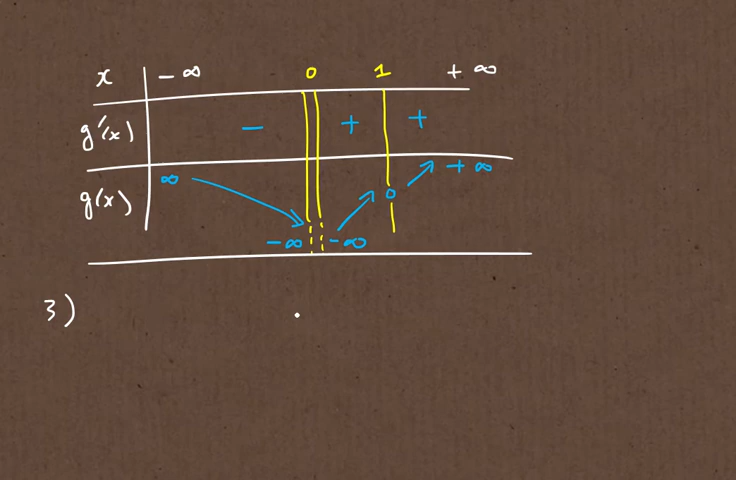 x - ∞ 0 1 + ∞
g'(x) - + +
g(x) ∞ -∞ -∞ 0 + ∞
3)